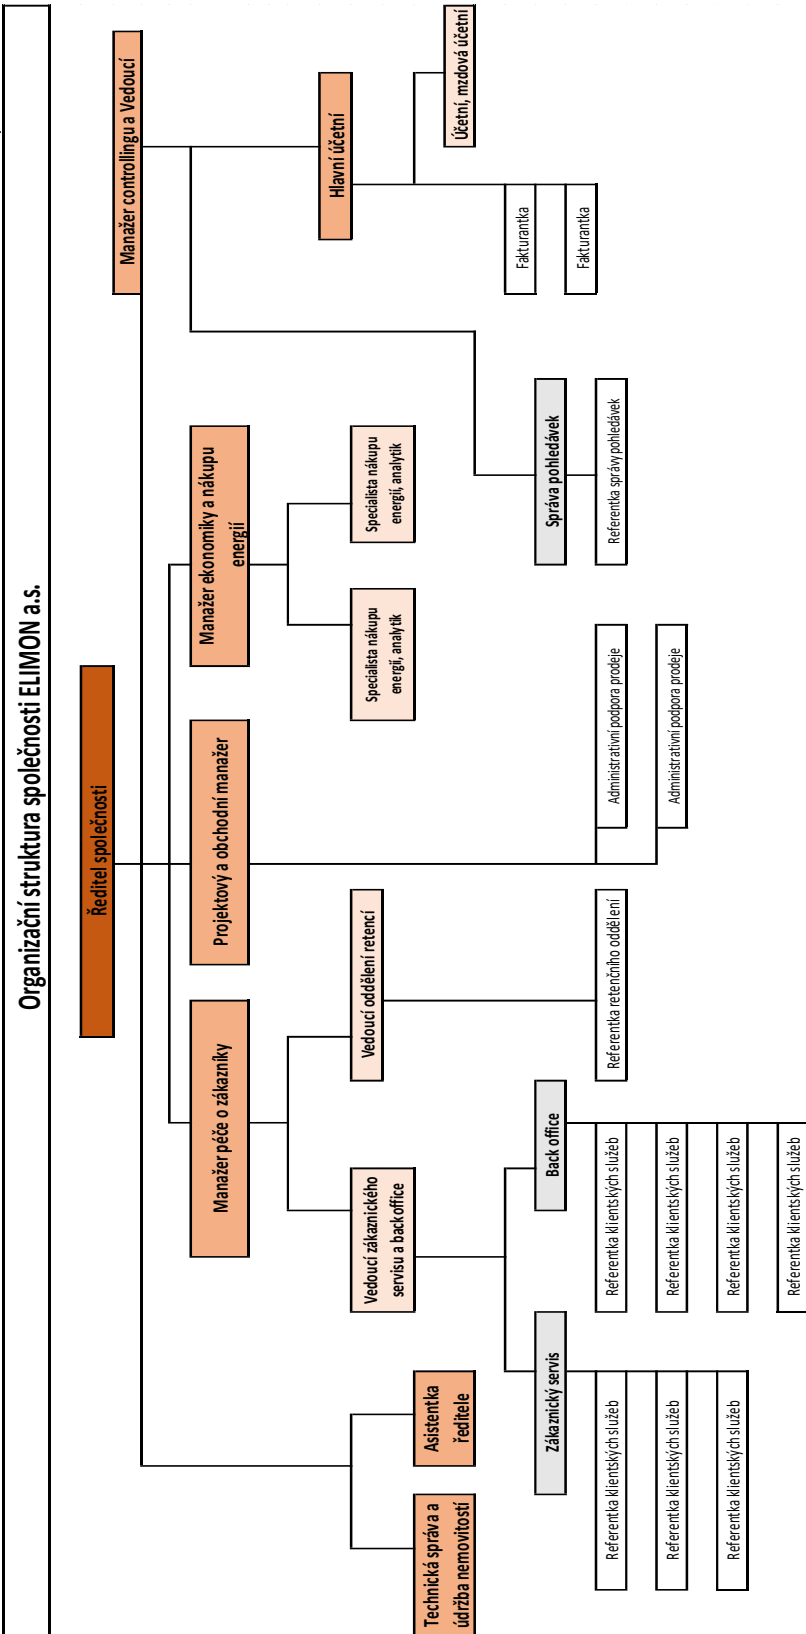 Organizační struktura společnosti ELIMON a.s.
Ředitel společnosti
Manažer controllingu a Vedoucí
Manažer péče o zákazníky
Projektový a obchodní manažer
Manažer ekonomiky a nákupu
energií
Hlavní účetní
Vedoucí zákaznického
servisu a backoffice
Vedoucí oddělení retencí
Specialista nákupu
energií, analytik
Specialista nákupu
energií, analytik
Technická správa a
údržba nemovitostí
Asistentka
ředitele
Účetní, mzdová účetní
Fakturantka
Fakturantka
Zákaznický servis
Back office
Správa pohledávek
Referentka klientských služeb
Referentka klientských služeb
Referentka klientských služeb
Referentka klientských služeb
Referentka klientských služeb
Referentka klientských služeb
Referentka klientských služeb
Referentka retenčního oddělení
Administrativní podpora prodeje
Administrativní podpora prodeje
Referentka správy pohledávek